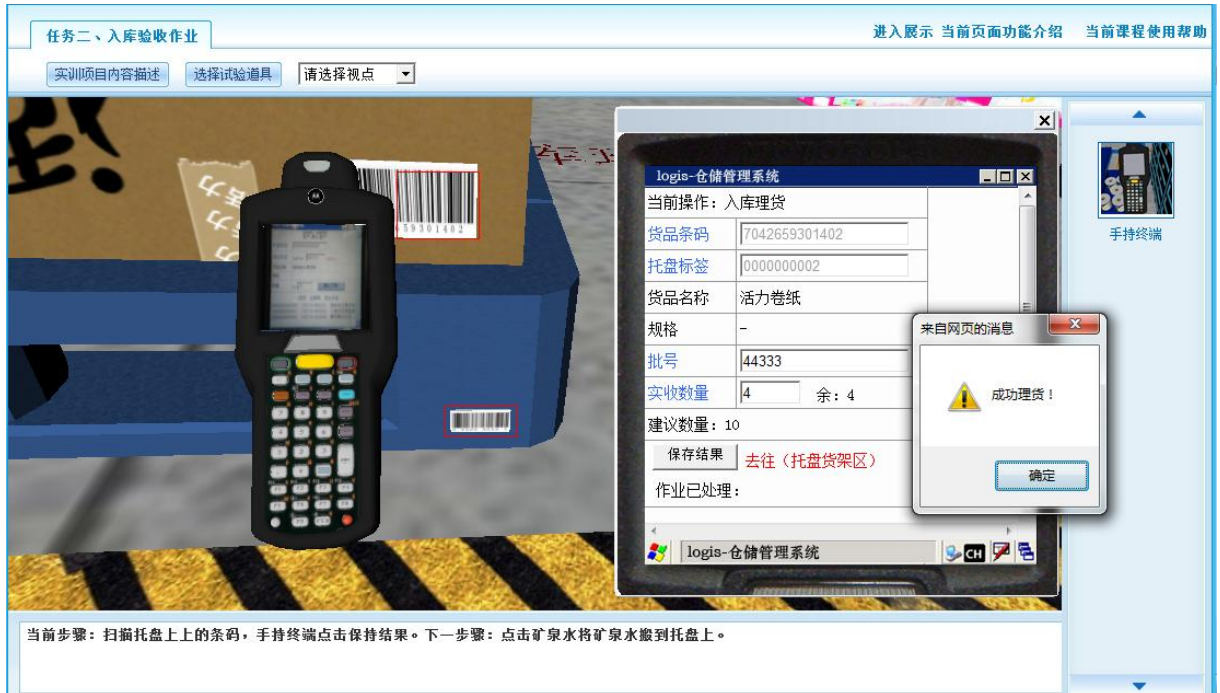 任务二、入库验收作业
进入展示 当前页面功能介绍 当前课程使用帮助
实训项目内容描述 选择试验道具 请选择视点
省力
59301402
手持终端
logis-仓储管理系统
当前操作：入库理货
货品条码 7042659301402
托盘标签 0000000002
货品名称 活力卷纸
规格 -
批号 44333
实收数量 4 余：4
建议数量：10
保存结果 去往（托盘货架区）
作业已处理：
logis-仓储管理系统 CH
来自网页的消息
成功理货！
确定
当前步骤：扫描托盘上上的条码，手持终端点击保持结果。下一步骤：点击矿泉水将矿泉水搬到托盘上。